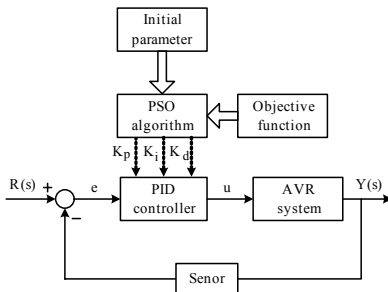 Initial
parameter
PSO
algorithm
Objective
function
Kp Ki Kd
R(s) + e PID
controller u AVR
system Y(s)
−
Senor